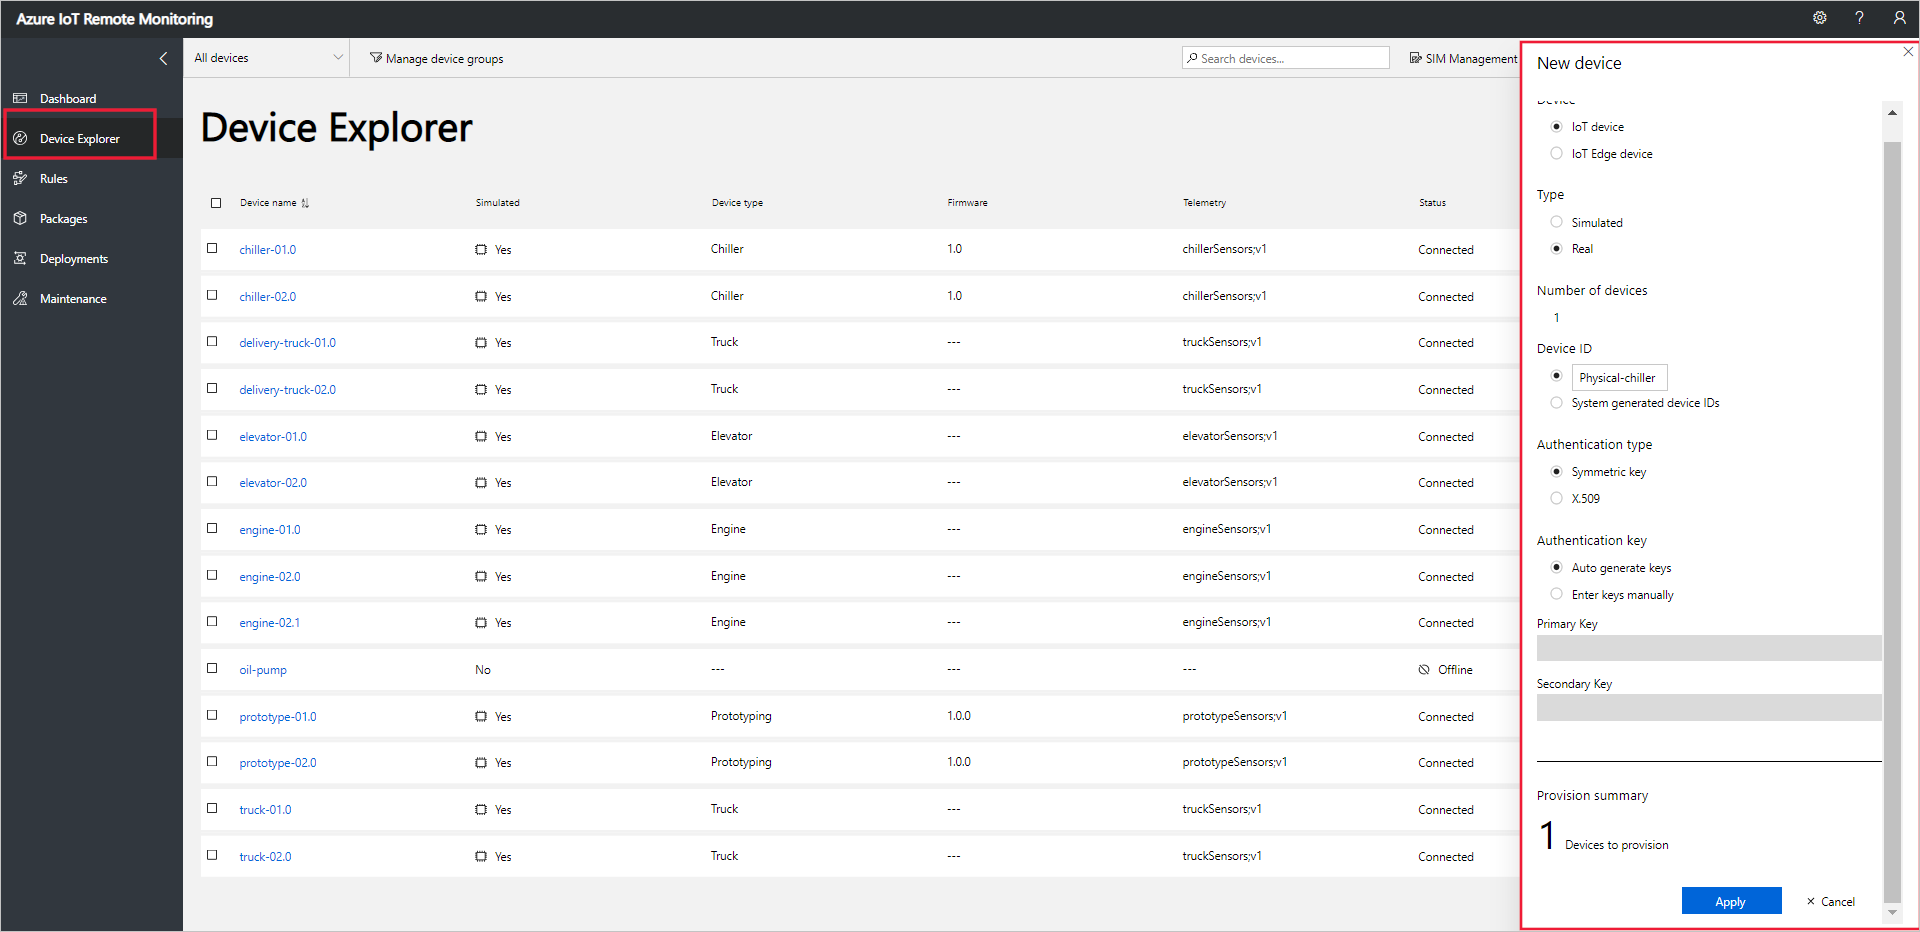 Azure IoT Remote Monitoring
?
Dashboard
Device Explorer
Rules
Packages
Deployments
Maintenance
All devices
Manage device groups
Search devices...
SIM Management
Device Explorer
Device name Simulated Device type Firmware Telemetry Status
chiller-01.0 Yes Chiller 1.0 chillerSensors;v1 Connected
chiller-02.0 Yes Chiller 1.0 chillerSensors;v1 Connected
delivery-truck-01.0 Yes Truck --- truckSensors;v1 Connected
delivery-truck-02.0 Yes Truck --- truckSensors;v1 Connected
elevator-01.0 Yes Elevator --- elevatorSensors;v1 Connected
elevator-02.0 Yes Elevator --- elevatorSensors;v1 Connected
engine-01.0 Yes Engine --- engineSensors;v1 Connected
engine-02.0 Yes Engine --- engineSensors;v1 Connected
engine-02.1 Yes Engine --- engineSensors;v1 Connected
oil-pump No --- --- --- Offline
prototype-01.0 Yes Prototyping 1.0.0 prototypeSensors;v1 Connected
prototype-02.0 Yes Prototyping 1.0.0 prototypeSensors;v1 Connected
truck-01.0 Yes Truck --- truckSensors;v1 Connected
truck-02.0 Yes Truck --- truckSensors;v1 Connected
New device
Device
IoT device
IoT Edge device
Type
Simulated
Real
Number of devices
1
Device ID
Physical-chiller
System generated device IDs
Authentication type
Symmetric key
X.509
Authentication key
Auto generate keys
Enter keys manually
Primary Key
Secondary Key
Provision summary
1 Devices to provision
Apply
Cancel